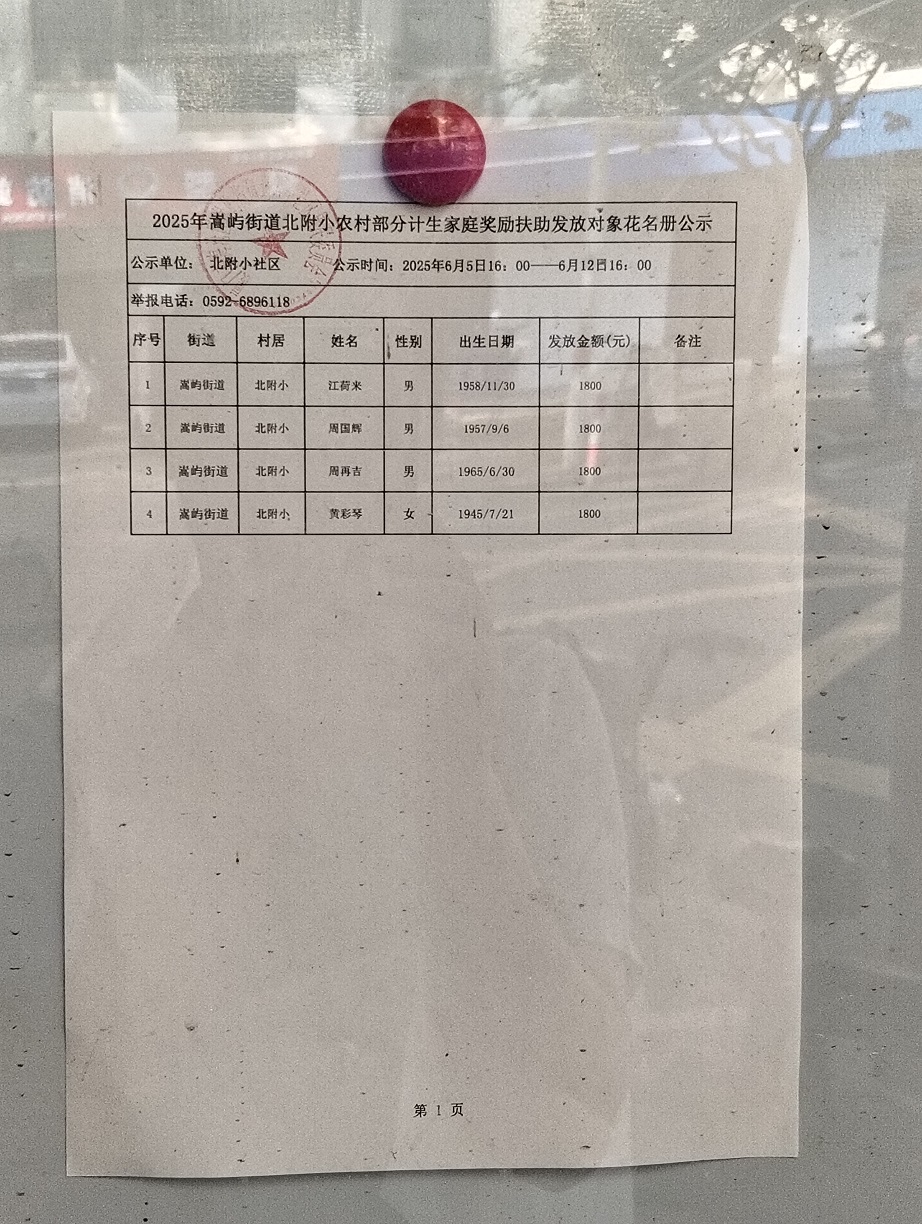 2025年嵩屿街道北附小农村部分计生家庭奖励扶助发放对象花名册公示
公示单位： 北附小社区 公示时间：2025年6月5日16：00——6月12日16：00
举报电话：0592-6896118
序号 街道 村居 姓名 性别 出生日期 发放金额(元) 备注
1 嵩屿街道 北附小 江荷来 男 1958/11/30 1800
2 嵩屿街道 北附小 周国辉 男 1957/9/6 1800
3 嵩屿街道 北附小 周再吉 男 1965/6/30 1800
4 嵩屿街道 北附小 黄彩琴 女 1945/7/21 1800
第 1 页